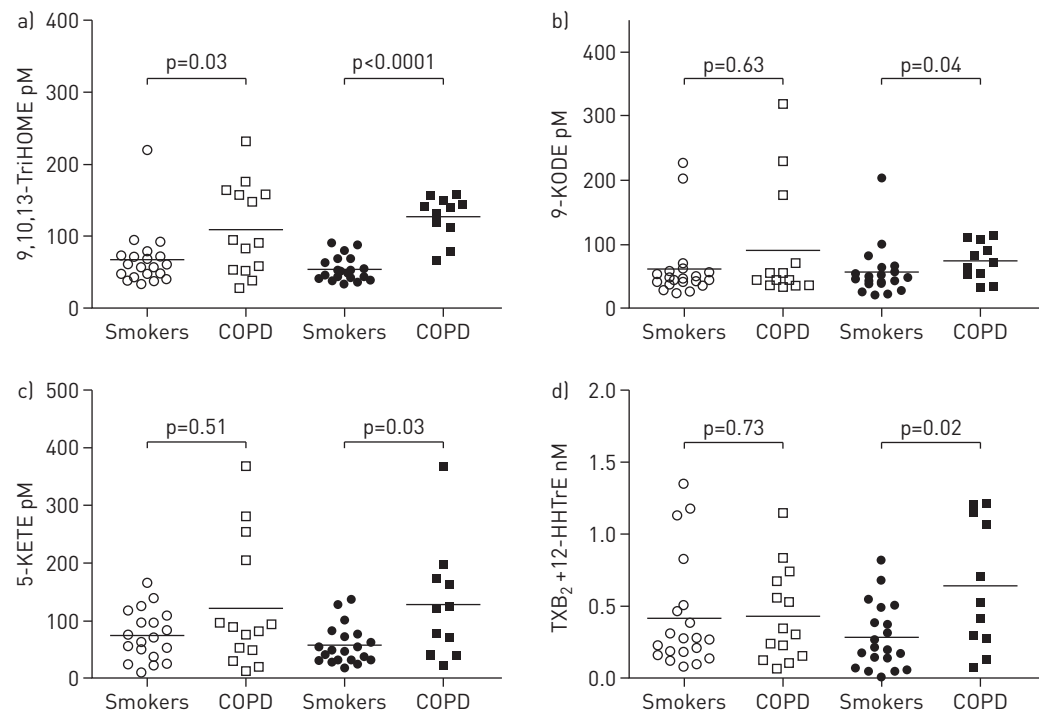 a)
400
300
200
100
0
9,10,13-TriHOME pM
p=0.03
p<0.0001
Smokers
COPD
Smokers
COPD
b)
400
300
200
100
0
9-KODE pM
p=0.63
p=0.04
Smokers
COPD
Smokers
COPD
c)
500
400
300
200
100
0
5-KETE pM
p=0.51
p=0.03
Smokers
COPD
Smokers
COPD
d)
2.0
1.5
1.0
0.5
0.0
TXB₂+12-HHTrE nM
p=0.73
p=0.02
Smokers
COPD
Smokers
COPD